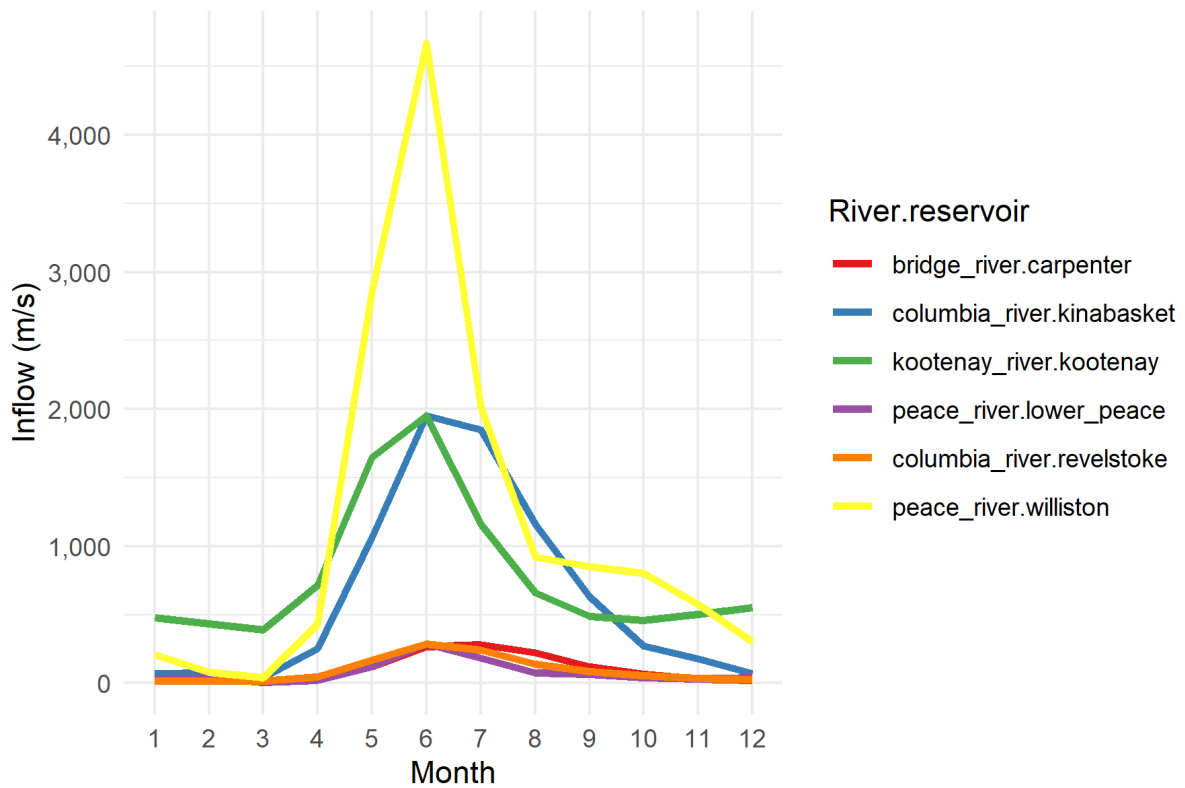 4,000
3,000
2,000
1,000
0
Inflow (m/s)
1 2 3 4 5 6 7 8 9 10 11 12
Month
River.reservoir
bridge_river.carpenter
columbia_river.kinabasket
kootenay_river.kootenay
peace_river.lower_peace
columbia_river.revelstoke
peace_river.williston